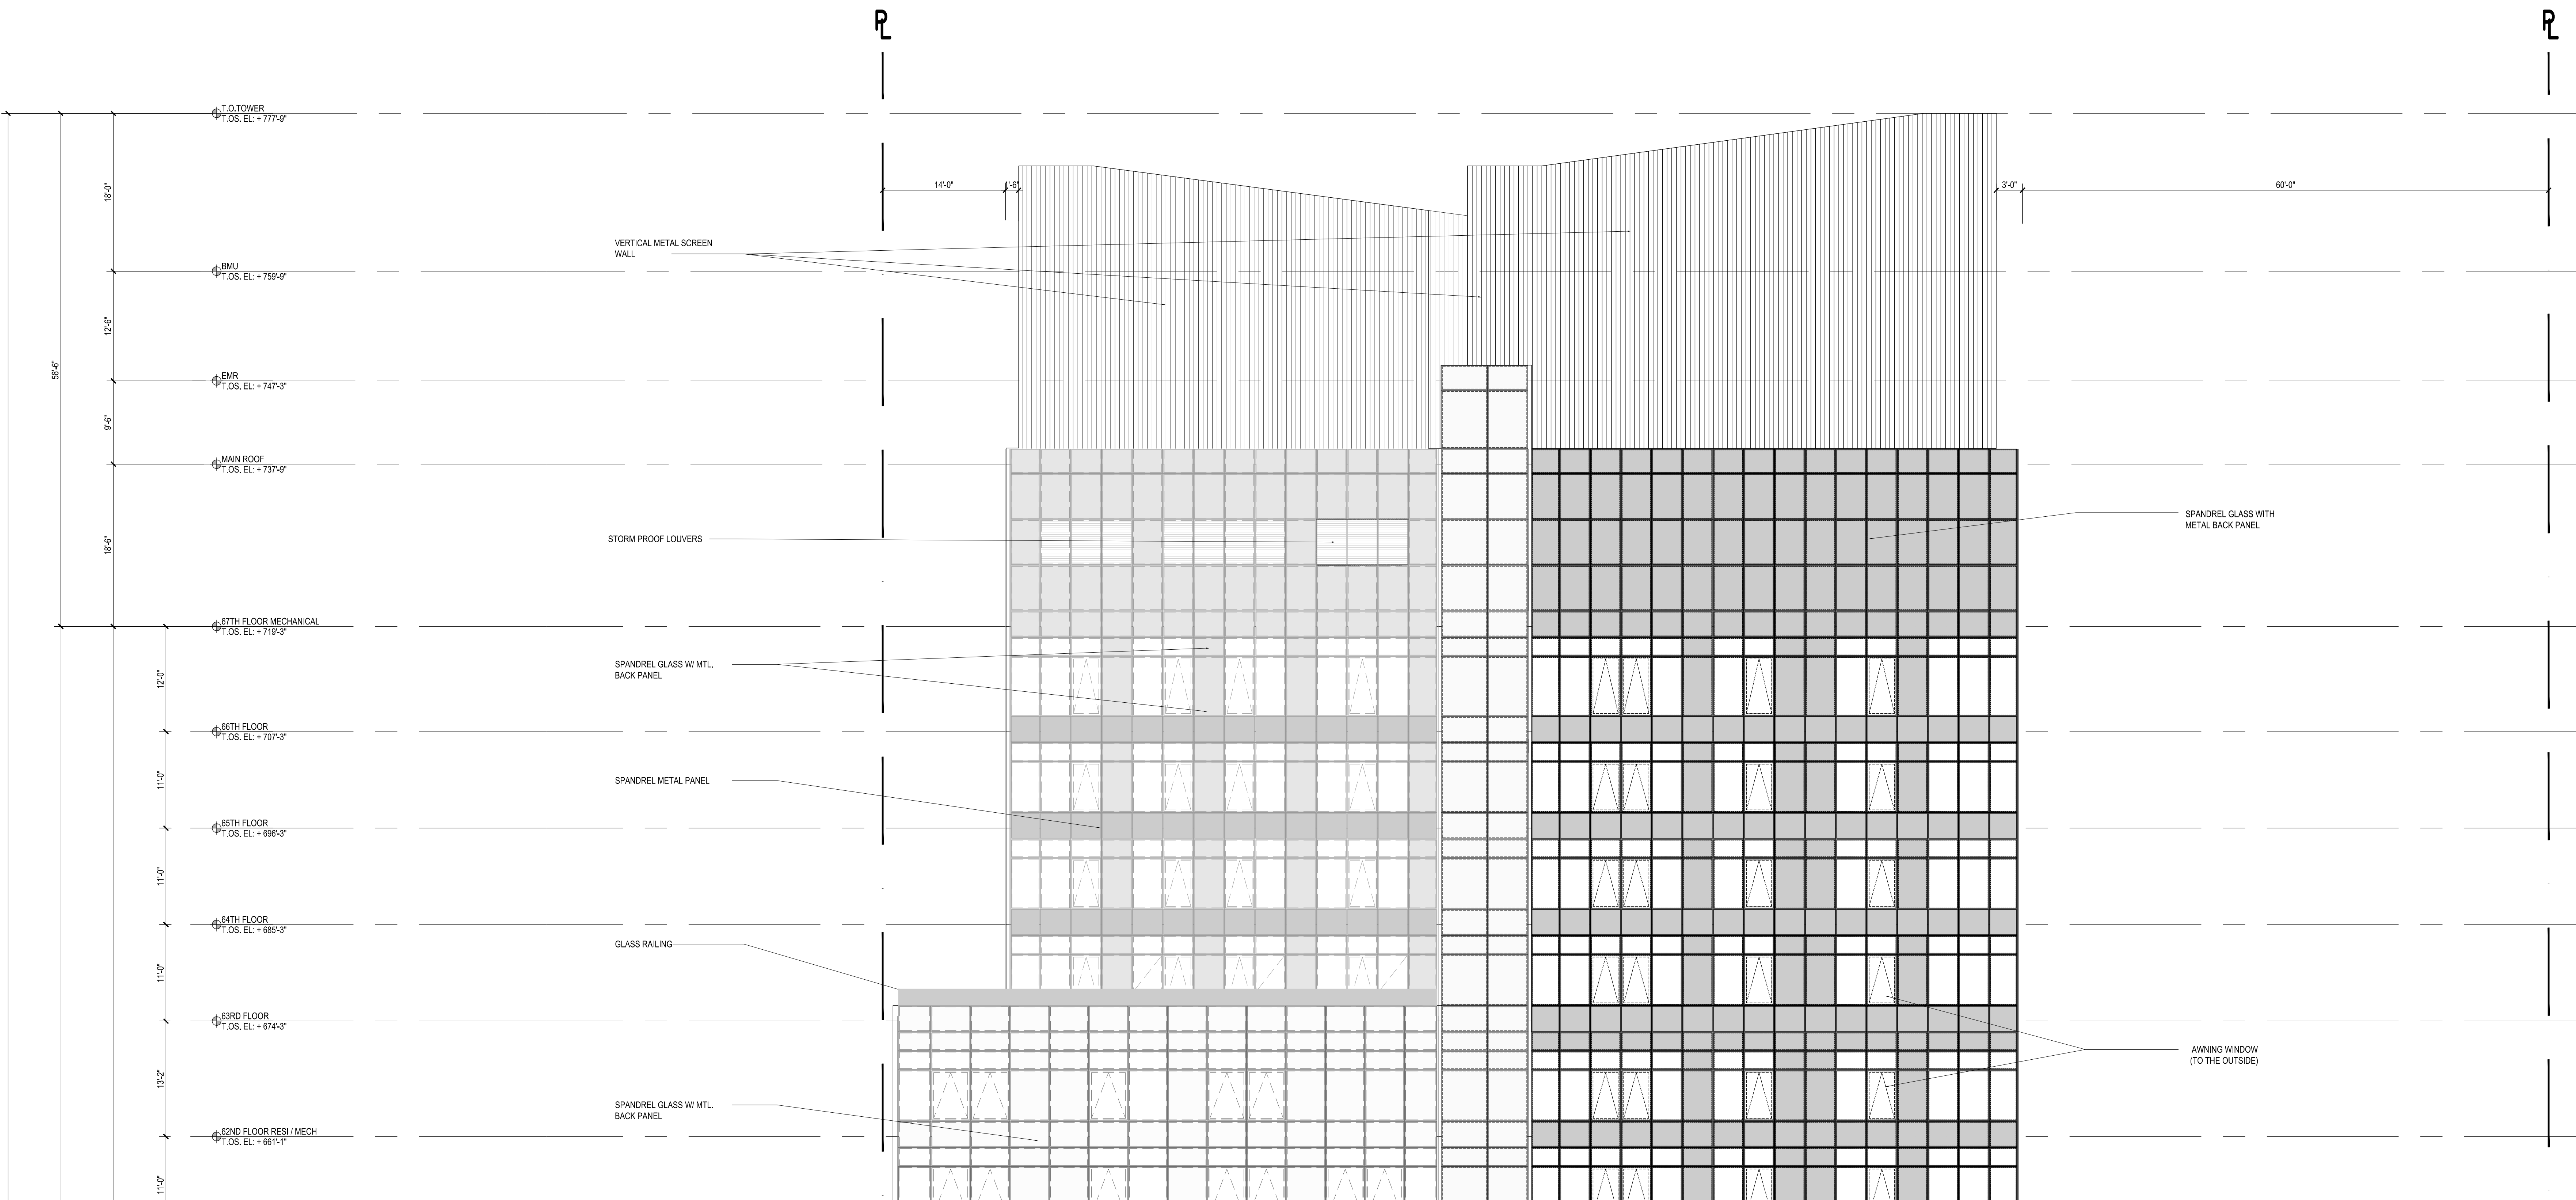 PL
PL
T.O.TOWER
T.OS. EL: + 777'-9"
18'-0"
14'-0"
1'-6"
3'-0"
60'-0"
VERTICAL METAL SCREEN
WALL
BMU
T.OS. EL: + 759'-9"
12'-6"
58'-6"
EMR
T.OS. EL: + 747'-3"
9'-6"
MAIN ROOF
T.OS. EL: + 737'-9"
18'-6"
STORM PROOF LOUVERS
SPANDREL GLASS WITH
METAL BACK PANEL
67TH FLOOR MECHANICAL
T.OS. EL: + 719'-3"
12'-0"
SPANDREL GLASS W/ MTL.
BACK PANEL
66TH FLOOR
T.OS. EL: + 707'-3"
11'-0"
SPANDREL METAL PANEL
65TH FLOOR
T.OS. EL: + 696'-3"
11'-0"
64TH FLOOR
T.OS. EL: + 685'-3"
GLASS RAILING
11'-0"
63RD FLOOR
T.OS. EL: + 674'-3"
AWNING WINDOW
(TO THE OUTSIDE)
13'-2"
SPANDREL GLASS W/ MTL.
BACK PANEL
62ND FLOOR RESI / MECH
T.OS. EL: + 661'-1"
11'-0"